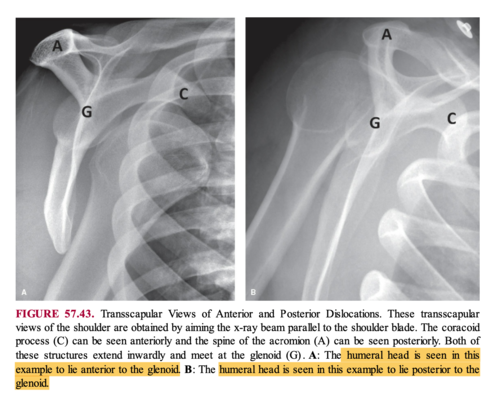 A
G
C
A
A
G
C
B
FIGURE 57.43. Transscapular Views of Anterior and Posterior Dislocations. These transscapular
views of the shoulder are obtained by aiming the x-ray beam parallel to the shoulder blade. The coracoid
process (C) can be seen anteriorly and the spine of the acromion (A) can be seen posteriorly. Both of
these structures extend inwardly and meet at the glenoid (G). A: The humeral head is seen in this
example to lie anterior to the glenoid. B: The humeral head is seen in this example to lie posterior to the
glenoid.